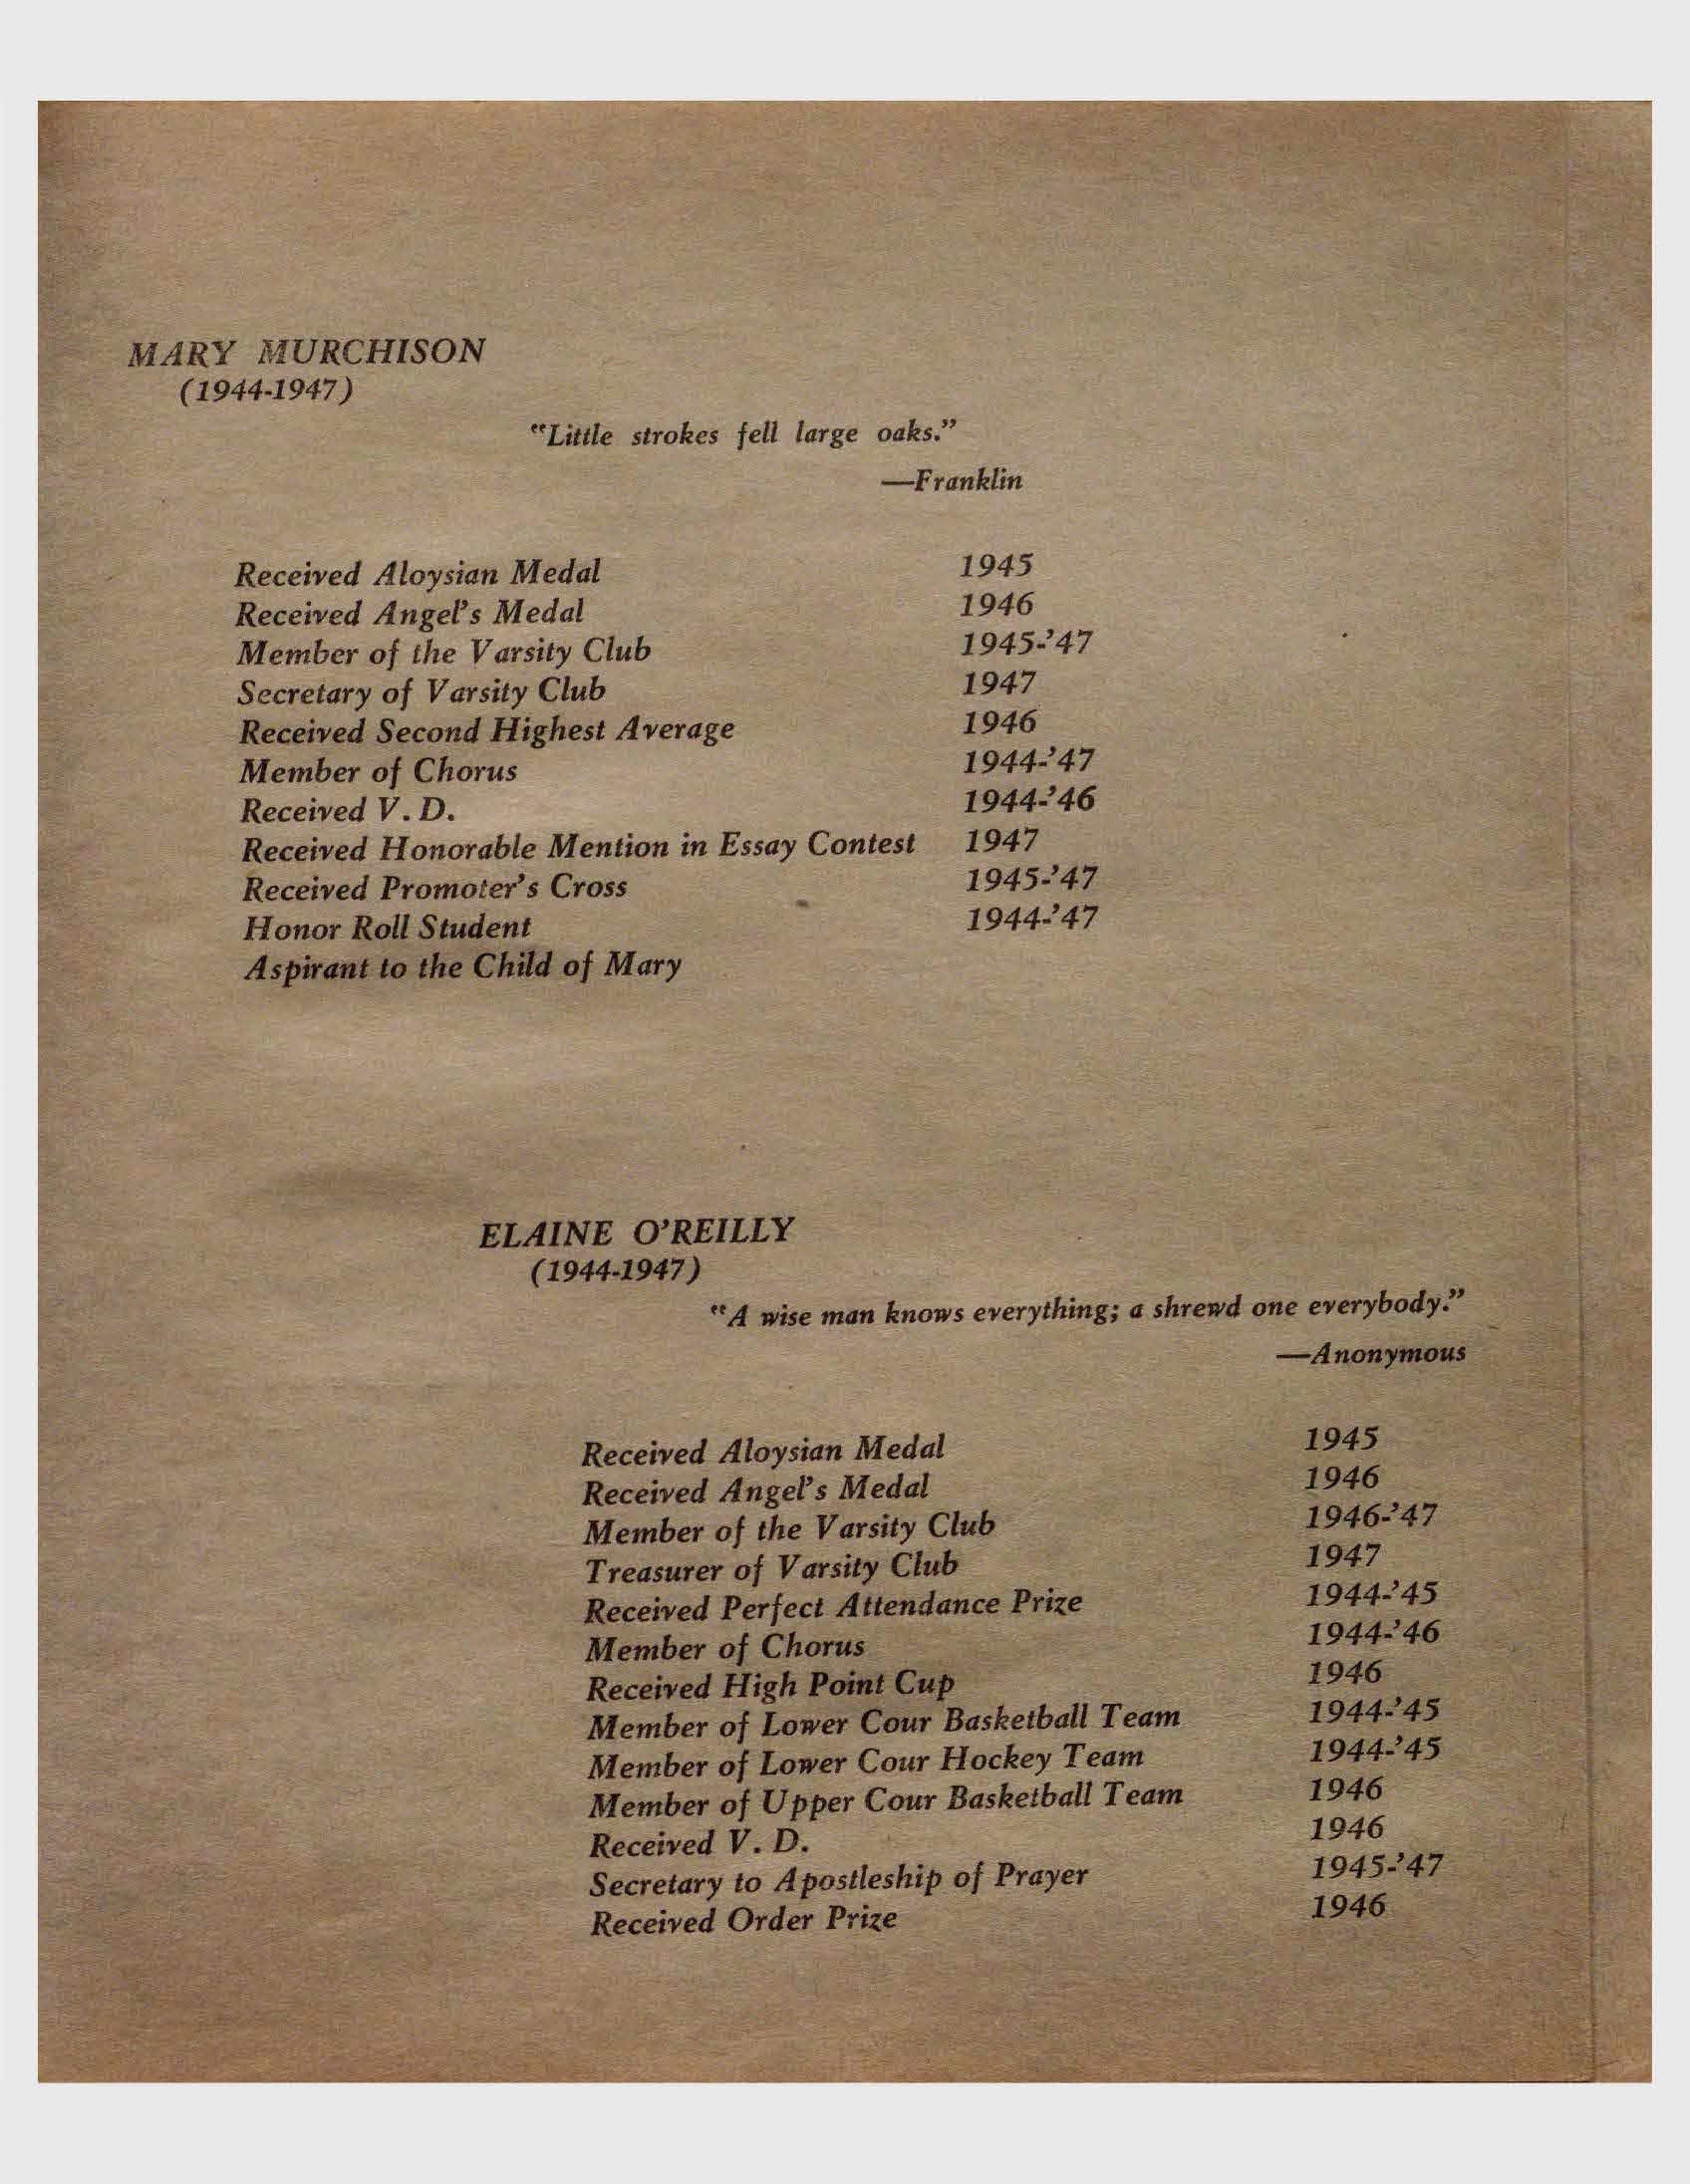 MARY MURCHISON
(1944-1947)
"Little strokes fell large oaks."
—Franklin
Received Aloysian Medal 1945
Received Angel's Medal 1946
Member of the Varsity Club 1945-'47
Secretary of Varsity Club 1947
Received Second Highest Average 1946
Member of Chorus 1944-'47
Received V. D. 1944-'46
Received Honorable Mention in Essay Contest 1947
Received Promoter's Cross 1945-'47
Honor Roll Student 1944-'47
Aspirant to the Child of Mary
ELAINE O'REILLY
(1944-1947)
"A wise man knows everything; a shrewd one everybody."
—Anonymous
Received Aloysian Medal 1945
Received Angel's Medal 1946
Member of the Varsity Club 1946-'47
Treasurer of Varsity Club 1947
Received Perfect Attendance Prize 1944-'45
Member of Chorus 1944-'46
Received High Point Cup 1946
Member of Lower Cour Basketball Team 1944-'45
Member of Lower Cour Hockey Team 1944-'45
Member of Upper Cour Basketball Team 1946
Received V. D. 1946
Secretary to Apostleship of Prayer 1945-'47
Received Order Prize 1946